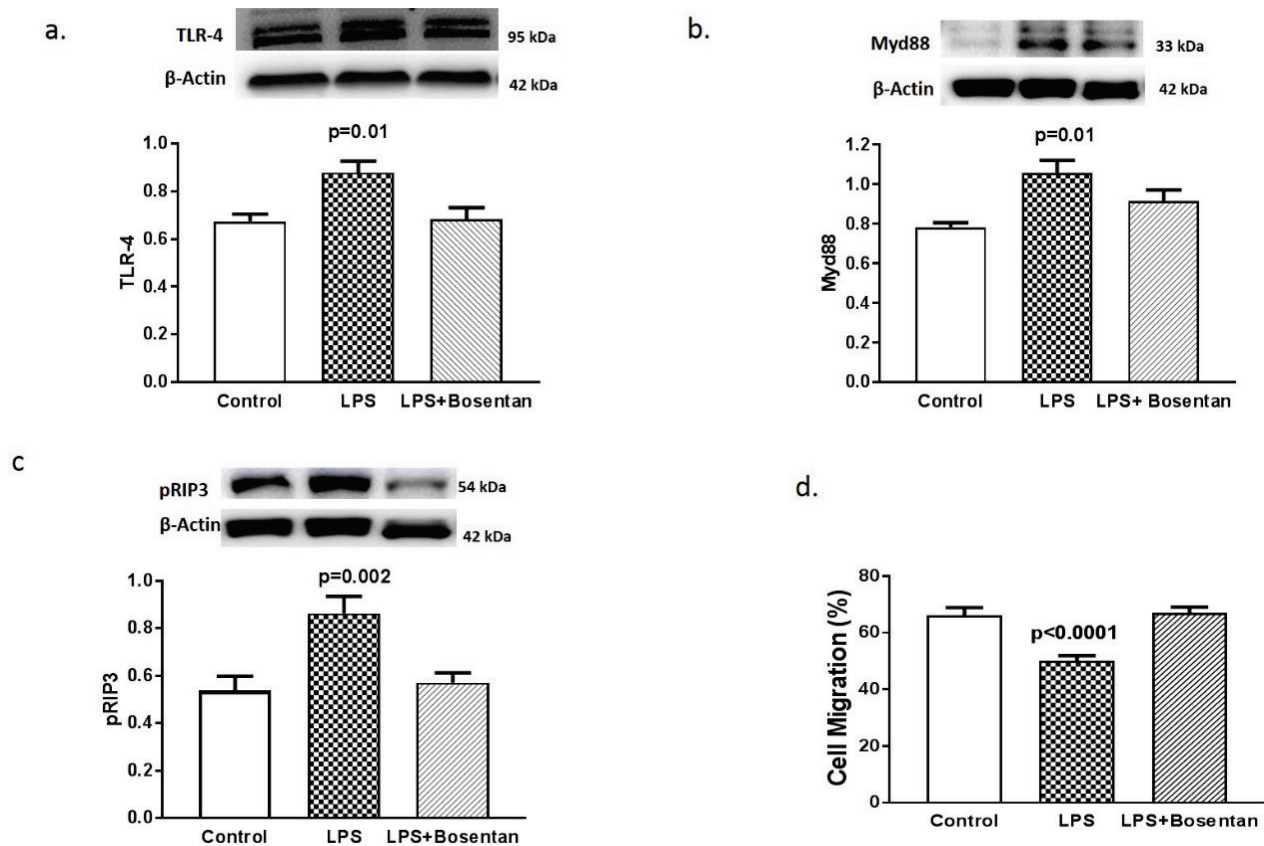 a.
TLR-4
95 kDa
β-Actin
42 kDa
p=0.01
1.0
0.8
0.6
0.4
0.2
0.0
TLR-4
Control
LPS
LPS+Bosentan
b.
Myd88
33 kDa
β-Actin
42 kDa
p=0.01
1.2
1.0
0.8
0.6
0.4
0.2
0.0
Myd88
Control
LPS
LPS+ Bosentan
c
pRIP3
54 kDa
β-Actin
42 kDa
p=0.002
1.0
0.8
0.6
0.4
0.2
0.0
pRIP3
Control
LPS
LPS+Bosentan
d.
80
60
40
20
0
Cell Migration (%)
p<0.0001
Control
LPS
LPS+Bosentan